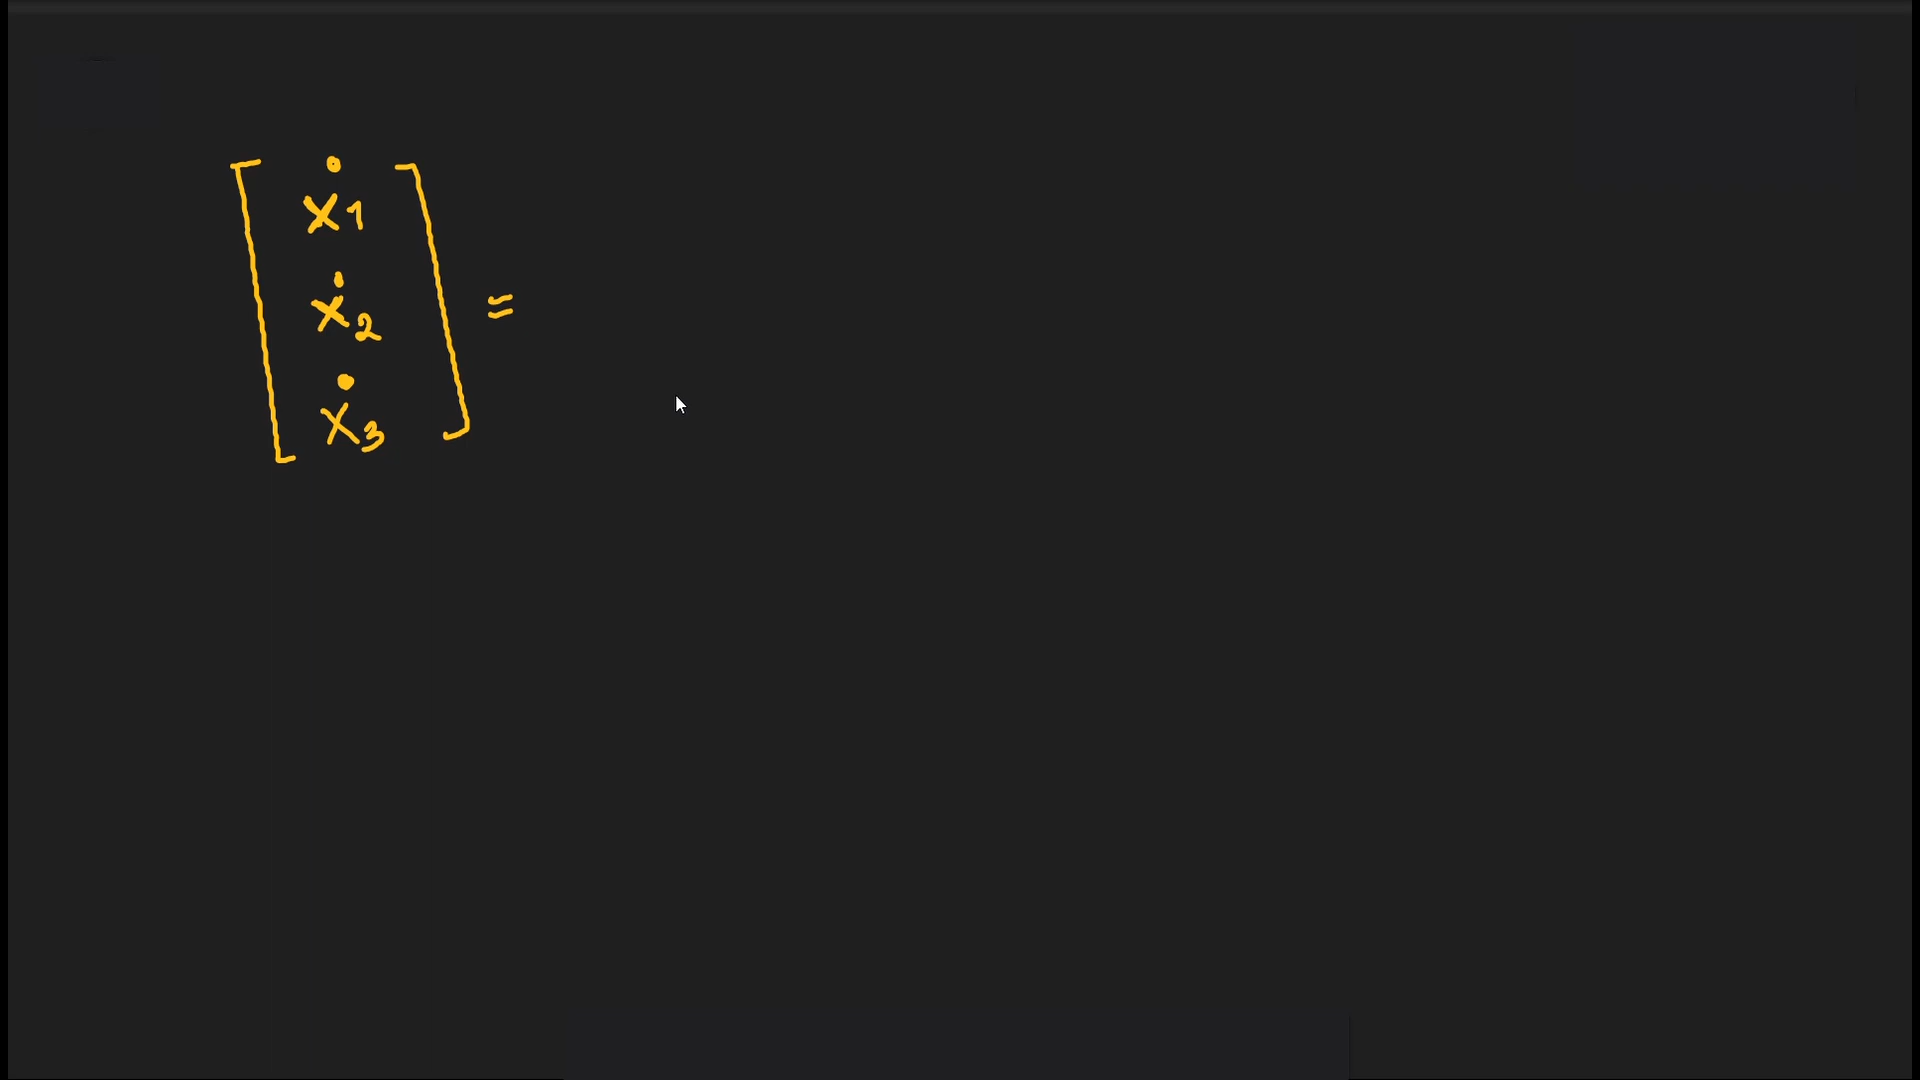 [ẋ1
ẋ₂
ẋ₃] =